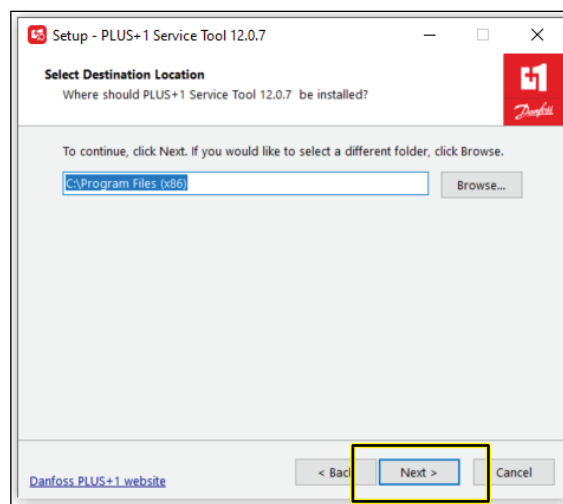 Setup - PLUS+1 Service Tool 12.0.7
Select Destination Location
Where should PLUS+1 Service Tool 12.0.7 be installed?
Danfoss
To continue, click Next. If you would like to select a different folder, click Browse.
C:\Program Files (x86)
Browse...
Danfoss PLUS+1 website
< Back
Next >
Cancel